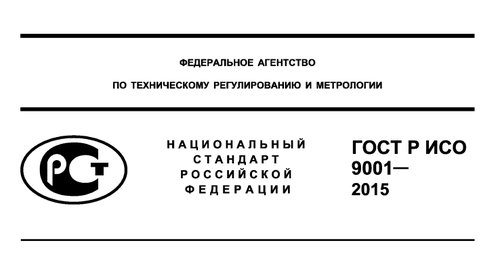 ФЕДЕРАЛЬНОЕ АГЕНТСТВО
ПО ТЕХНИЧЕСКОМУ РЕГУЛИРОВАНИЮ И МЕТРОЛОГИИ
РСТ
НАЦИОНАЛЬНЫЙ
СТАНДАРТ
РОССИЙСКОЙ
ФЕДЕРАЦИИ
ГОСТ Р ИСО
9001—
2015